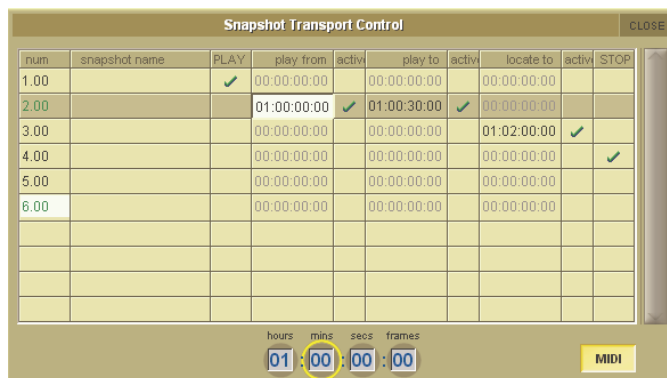 Snapshot Transport Control CLOSE
num snapshot name PLAY play from activ play to activ locate to activ STOP
1.00 00:00:00:00 00:00:00:00 00:00:00:00
2.00 01:00:00:00 01:00:30:00 00:00:00:00
3.00 00:00:00:00 00:00:00:00 01:02:00:00
4.00 00:00:00:00 00:00:00:00 00:00:00:00
5.00 00:00:00:00 00:00:00:00 00:00:00:00
6.00 00:00:00:00 00:00:00:00 00:00:00:00
hours mins secs frames
01 : 00 : 00 : 00 MIDI